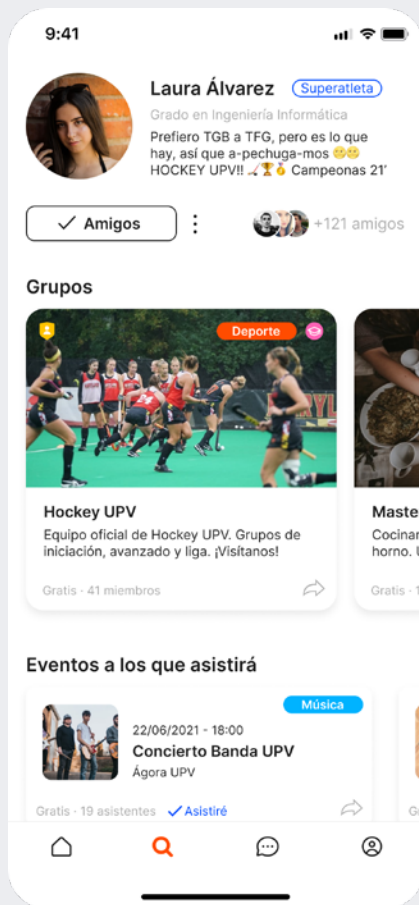 9:41
Laura Álvarez
Superatleta
Grado en Ingeniería Informática
Prefiero TGB a TFG, pero es lo que
hay, así que a-pechuga-mos 😬😬
HOCKEY UPV!! 🏑🏆🥇 Campeonas 21'
Amigos
+121 amigos
Grupos
Deporte
Hockey UPV
Equipo oficial de Hockey UPV. Grupos de
iniciación, avanzado y liga. ¡Visítanos!
Gratis · 41 miembros
Maste
Cocinar
horno.
Gratis ·
Eventos a los que asistirá
Música
22/06/2021 - 18:00
Concierto Banda UPV
Ágora UPV
Gratis · 19 asistentes
Asistiré